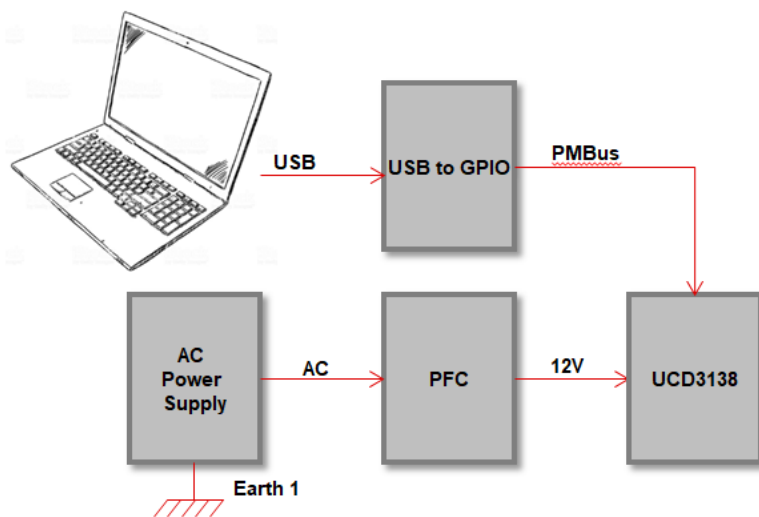 USB
USB to GPIO
PMBus
AC
Power
Supply
AC
PFC
12V
UCD3138
Earth 1